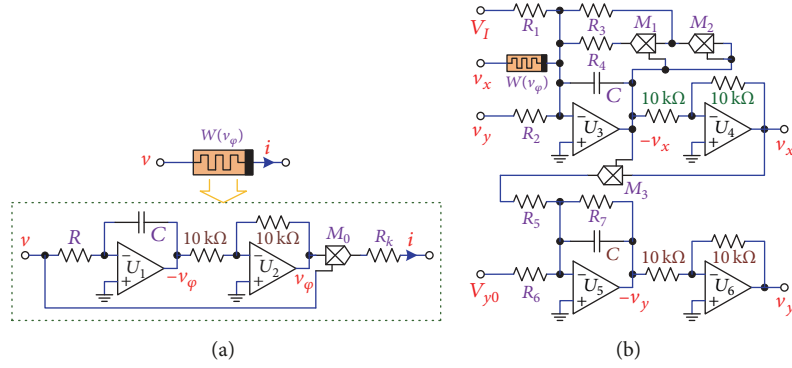 W(vφ)
v
i
R
C
10 kΩ
10 kΩ
M0
Rk
v
i
−
+
U1
−vφ
−
+
U2
vφ
(a)
VI
R1
R3
M1
M2
vx
W(vφ)
R4
C
10 kΩ
10 kΩ
vy
R2
−
+
U3
−vx
−
+
U4
vx
M3
R5
R7
C
10 kΩ
10 kΩ
Vy0
R6
−
+
U5
−vy
−
+
U6
vy
(b)